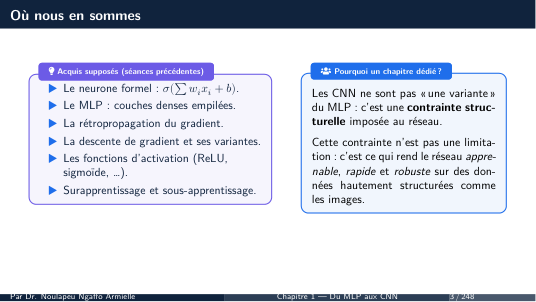 Où nous en sommes
Acquis supposés (séances précédentes)
Le neurone formel : σ(∑ wᵢxᵢ + b).
Le MLP : couches denses empilées.
La rétropropagation du gradient.
La descente de gradient et ses variantes.
Les fonctions d'activation (ReLU,
sigmoïde, …).
Surapprentissage et sous-apprentissage.
Pourquoi un chapitre dédié ?
Les CNN ne sont pas « une variante »
du MLP : c'est une contrainte struc-
turelle imposée au réseau.
Cette contrainte n'est pas une limita-
tion : c'est ce qui rend le réseau appre-
nable, rapide et robuste sur des don-
nées hautement structurées comme
les images.
Par Dr. Noulapeu Ngaffo Armielle
Chapitre 1 — Du MLP aux CNN
3 / 248